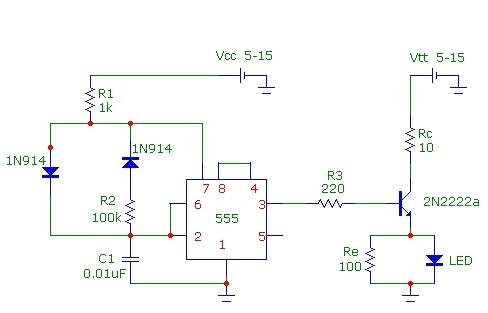 Vcc 5-15
Vtt 5-15
R1
1k
1N914
1N914
Rc
10
R3
220
7 8 4
6
555
3
2N2222a
R2
100k
2
1
5
C1
0.01uF
Re
100
LED